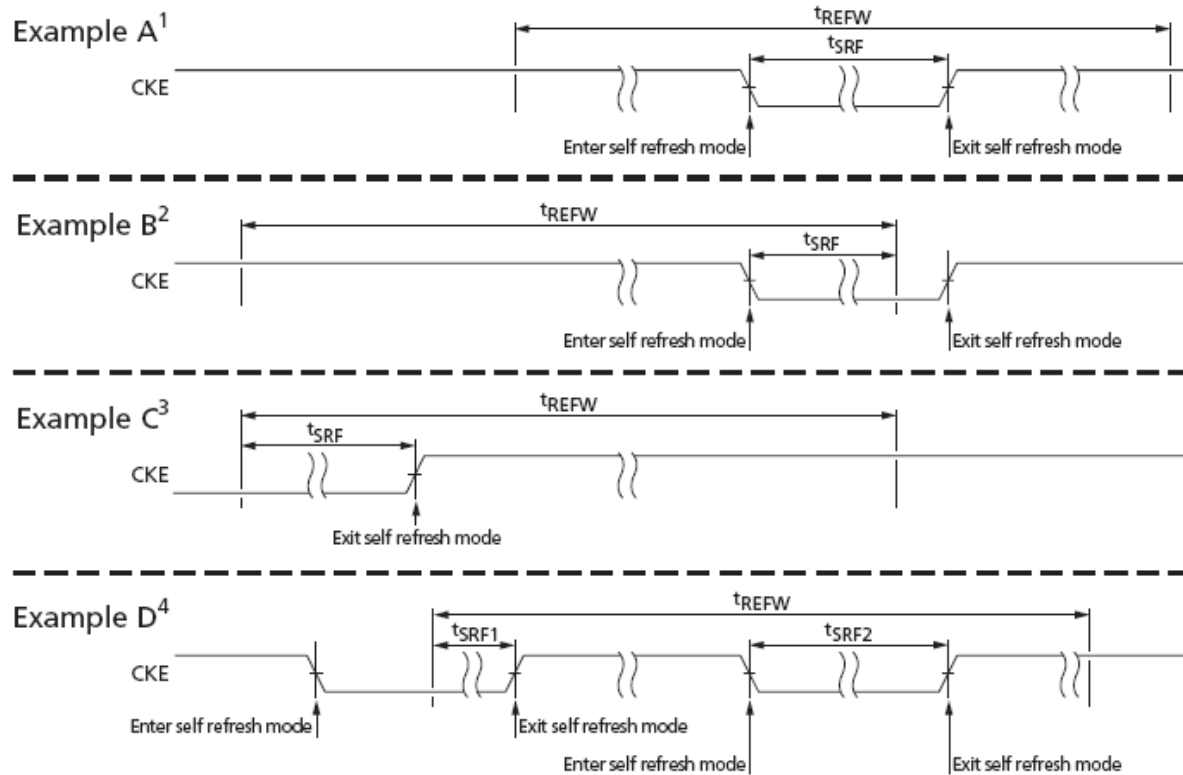 Example A1
tREFW
tSRF
CKE
Enter self refresh mode
Exit self refresh mode
Example B2
tREFW
tSRF
CKE
Enter self refresh mode
Exit self refresh mode
Example C3
tREFW
tSRF
CKE
Exit self refresh mode
Example D4
tREFW
tSRF1
tSRF2
CKE
Enter self refresh mode
Exit self refresh mode
Enter self refresh mode
Exit self refresh mode